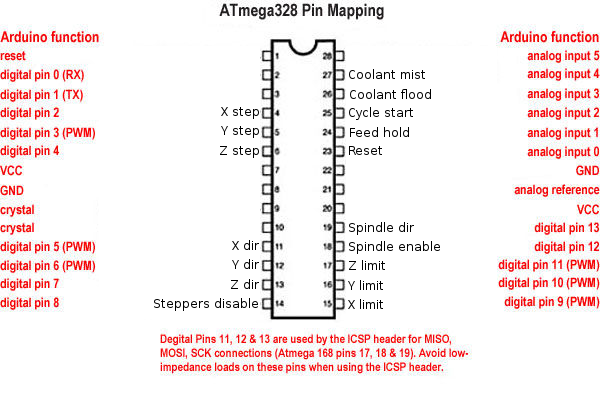 ATmega328 Pin Mapping
Arduino function Arduino function
reset 1 28 analog input 5
digital pin 0 (RX) 2 27 Coolant mist analog input 4
digital pin 1 (TX) 3 26 Coolant flood analog input 3
digital pin 2 X step 4 25 Cycle start analog input 2
digital pin 3 (PWM) Y step 5 24 Feed hold analog input 1
digital pin 4 Z step 6 23 Reset analog input 0
VCC 7 22 GND
GND 8 21 analog reference
crystal 9 20 VCC
crystal 10 19 Spindle dir digital pin 13
digital pin 5 (PWM) X dir 11 18 Spindle enable digital pin 12
digital pin 6 (PWM) Y dir 12 17 Z limit digital pin 11 (PWM)
digital pin 7 Z dir 13 16 Y limit digital pin 10 (PWM)
digital pin 8 Steppers disable 14 15 X limit digital pin 9 (PWM)
Degital Pins 11, 12 & 13 are used by the ICSP header for MISO,
MOSI, SCK connections (Atmega 168 pins 17, 18 & 19). Avoid low-
impedance loads on these pins when using the ICSP header.